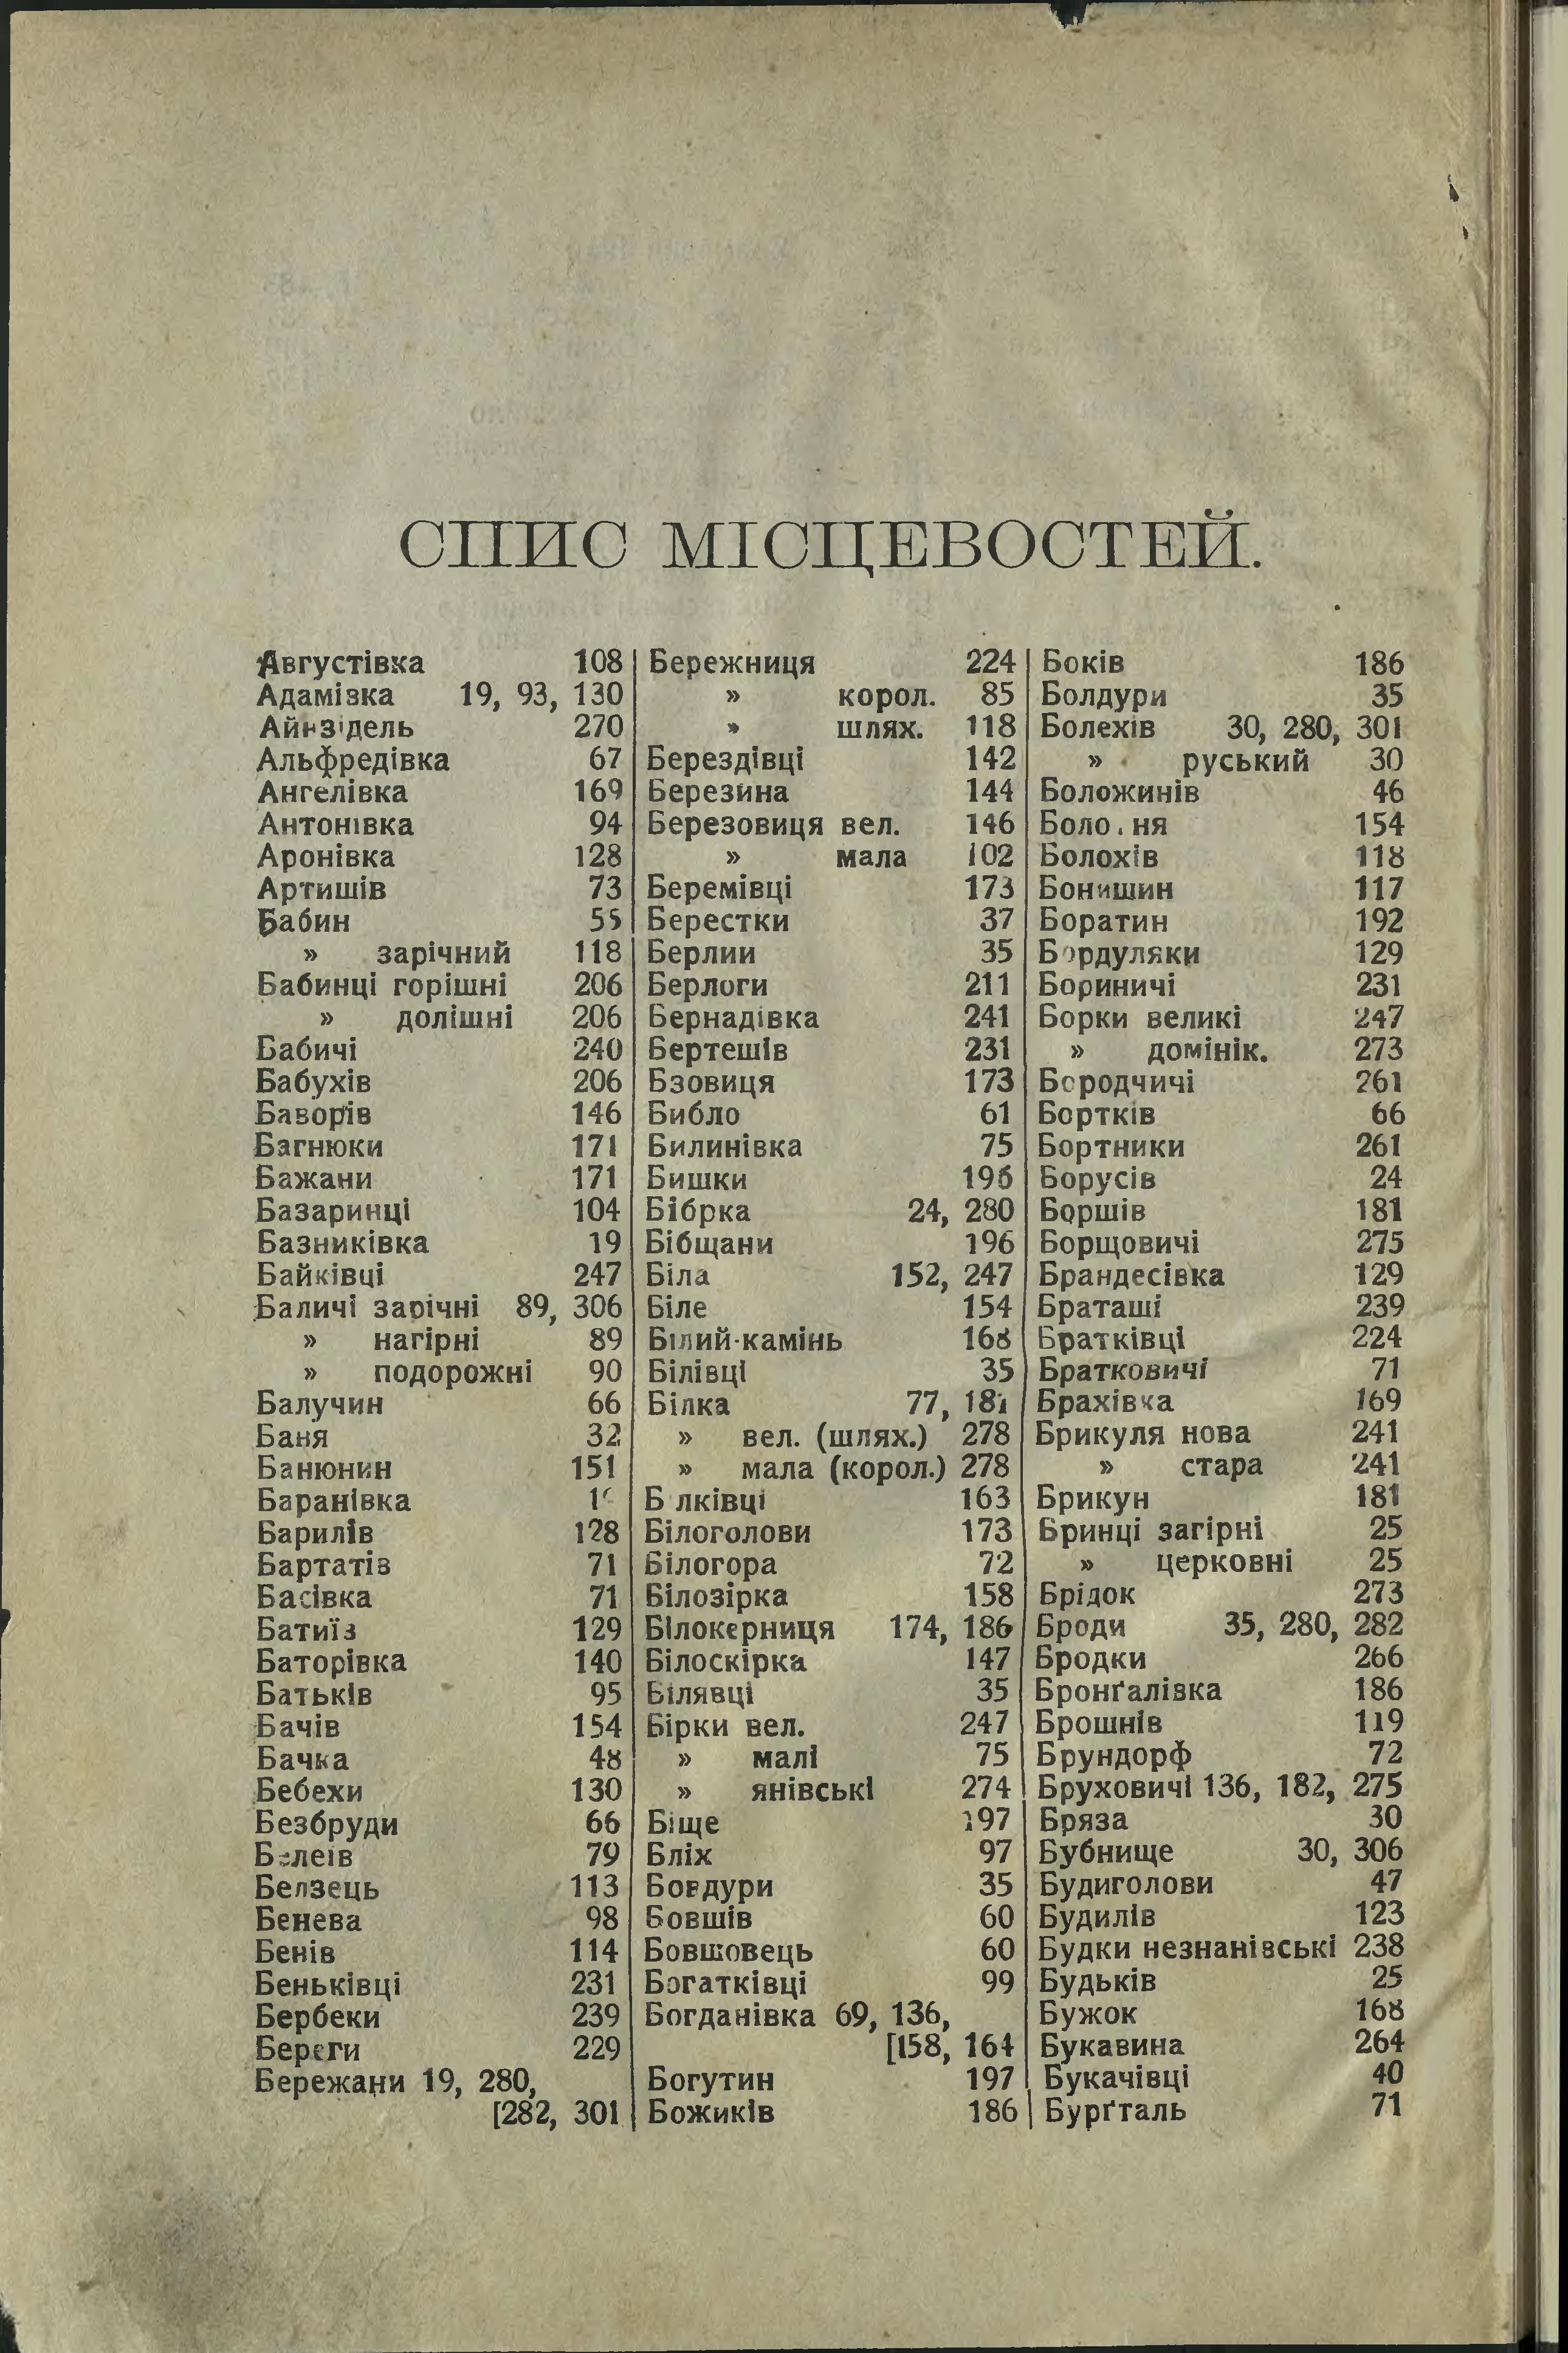 СПИС МІСЦЕВОСТЕЙ.
Августівка 108
Адамівка 19, 93, 130
Айнзідель 270
Альфредівка 67
Ангелівка 169
Антонівка 94
Аронівка 128
Артишів 73
Бабин 55
» зарічний 118
Бабинці горішні 206
» долішні 206
Бабичі 240
Бабухів 206
Баворів 146
Багнюки 171
Бажани 171
Базаринці 104
Базниківка 19
Байківці 247
Баличі зарічні 89, 306
» нагірні 89
» подорожні 90
Балучин 66
Баня 32
Банюнин 151
Баранівка
Барилів 128
Бартатів 71
Басівка 71
Батиїв 129
Баторівка 140
Батьків 95
Бачів 154
Бачка 48
Бебехи 130
Безбруди 66
Белеїв 79
Белзець 113
Бенева 98
Бенів 114
Беньківці 231
Бербеки 239
Береги 229
Бережани 19, 280,
[282, 301
Бережниця 224
» корол. 85
» шлях. 118
Берездівці 142
Березина 144
Березовиця вел. 146
» мала 102
Беремівці 173
Берестки 37
Берлин 35
Берлоги 211
Бернадівка 241
Бертешів 231
Бзовиця 173
Библо 61
Билинівка 75
Бишки 196
Бібрка 24, 280
Бібщани 196
Біла 152, 247
Біле 154
Білий-камінь 168
Білівці 35
Білка 77, 181
» вел. (шлях.) 278
» мала (корол.) 278
Б лківці 163
Білоголови 173
Білогора 72
Білозірка 158
Білокерниця 174, 186
Білоскірка 147
Білявці 35
Бірки вел. 247
» малі 75
» янівські 274
Біще 197
Бліх 97
Бовдури 35
Бовшів 60
Бовшовець 60
Богатківці 99
Богданівка 69, 136,
[158, 164
Богутин 197
Божиків 186
Боків 186
Болдури 35
Болехів 30, 280, 301
» руський 30
Боложинів 46
Боло.ня 154
Болохів 118
Бонишин 117
Боратин 192
Бордуляки 129
Бориничі 231
Борки великі 247
» домінік. 273
Бородчичі 261
Бортків 66
Бортники 261
Борусів 24
Боршів 181
Борщовичі 275
Брандесівка 129
Браташі 239
Братківці 224
Братковичі 71
Брахівка 169
Брикуля нова 241
» стара 241
Брикун 181
Бринці загірні 25
» церковні 25
Брідок 273
Броди 35, 280, 282
Бродки 266
Бронґалівка 186
Брошнів 119
Брундорф 72
Бруховичі 136, 182, 275
Бряза 30
Бубнище 30, 306
Будиголови 47
Будилів 123
Будки незнанівські 238
Будьків 25
Бужок 168
Букавина 264
Букачівці 40
Бурґталь 71